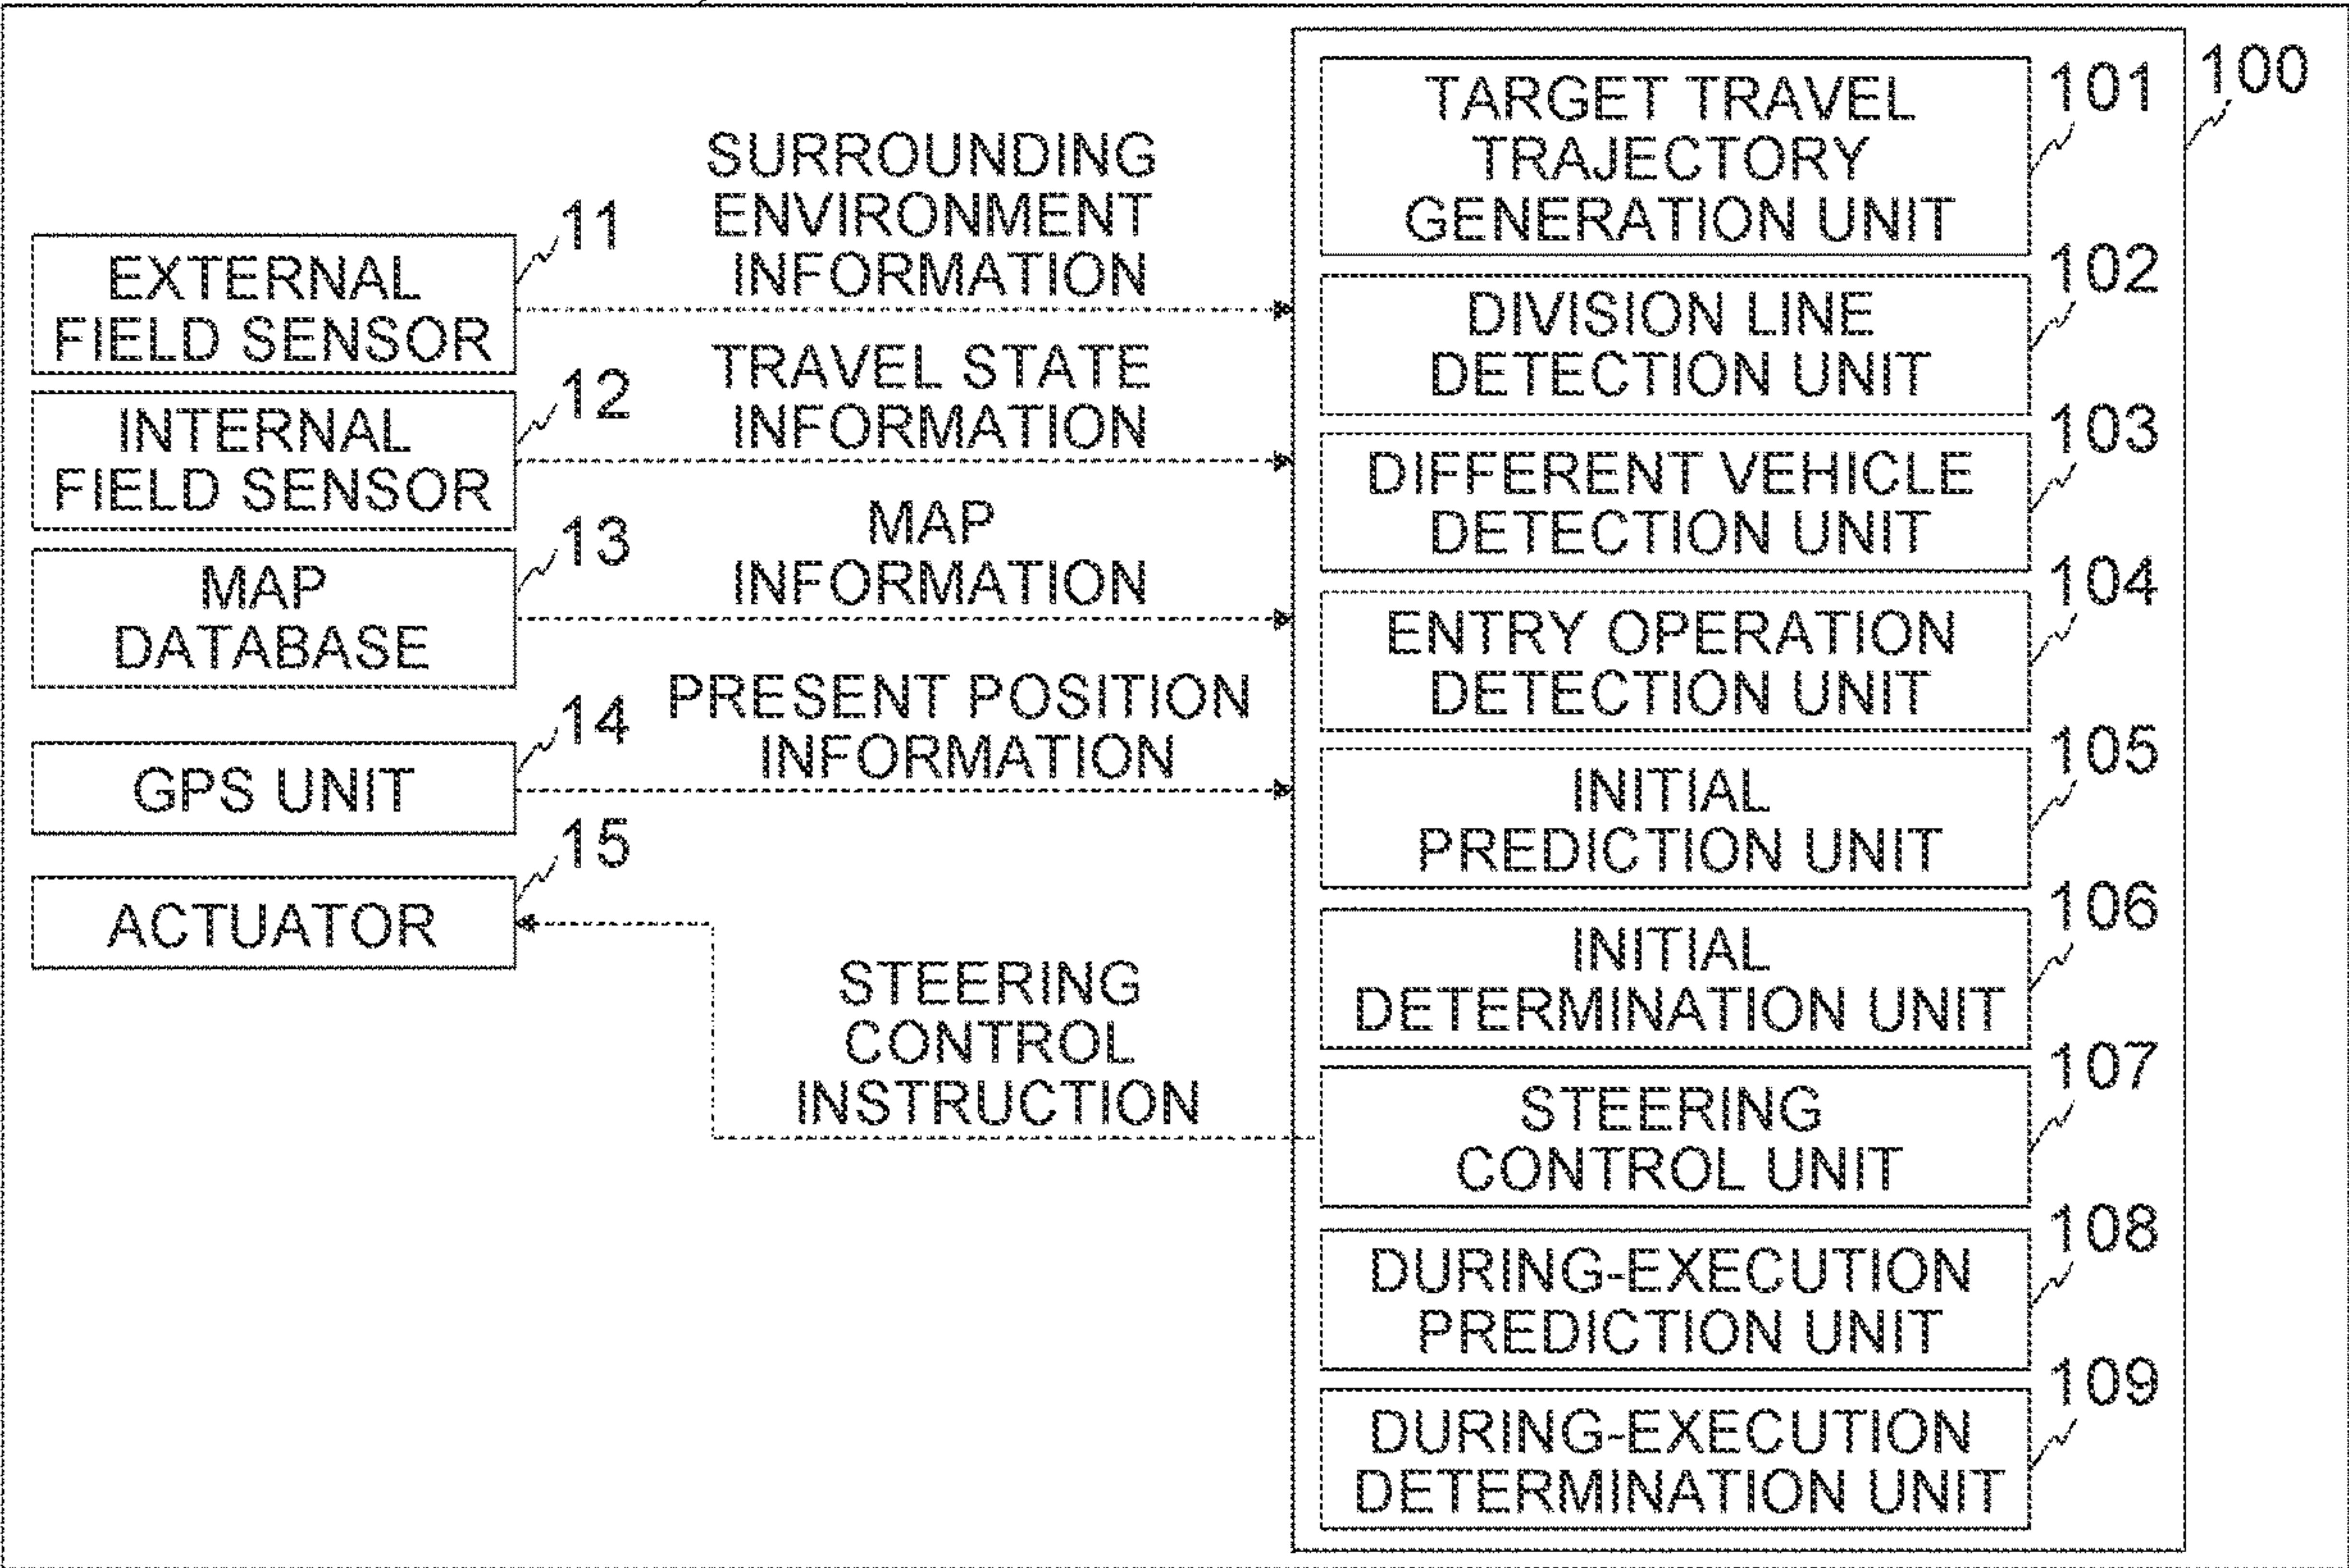 EXTERNAL
FIELD SENSOR
11
INTERNAL
FIELD SENSOR
12
MAP
DATABASE
13
GPS UNIT
14
ACTUATOR
15
SURROUNDING
ENVIRONMENT
INFORMATION
TRAVEL STATE
INFORMATION
MAP
INFORMATION
PRESENT POSITION
INFORMATION
STEERING
CONTROL
INSTRUCTION
100
TARGET TRAVEL
TRAJECTORY
GENERATION UNIT
101
DIVISION LINE
DETECTION UNIT
102
DIFFERENT VEHICLE
DETECTION UNIT
103
ENTRY OPERATION
DETECTION UNIT
104
INITIAL
PREDICTION UNIT
105
INITIAL
DETERMINATION UNIT
106
STEERING
CONTROL UNIT
107
DURING-EXECUTION
PREDICTION UNIT
108
DURING-EXECUTION
DETERMINATION UNIT
109